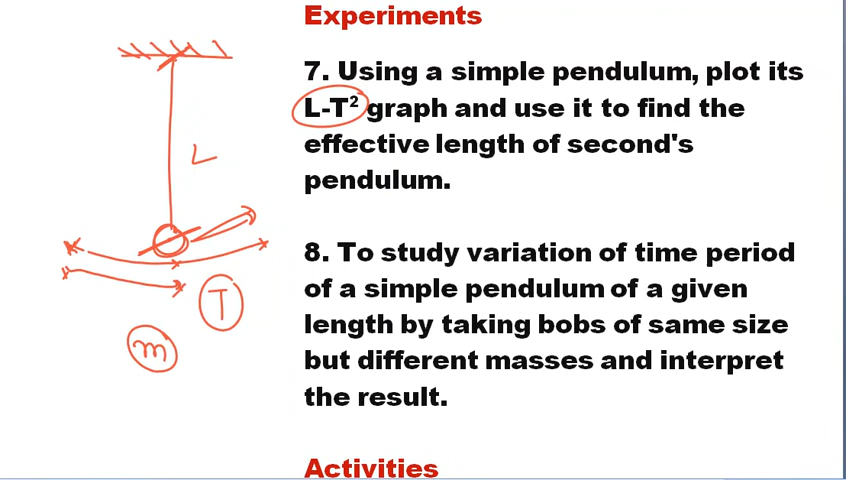 Experiments
7. Using a simple pendulum, plot its
L-T² graph and use it to find the
effective length of second's
pendulum.
L
8. To study variation of time period
of a simple pendulum of a given
length by taking bobs of same size
but different masses and interpret
the result.
T
m
Activities